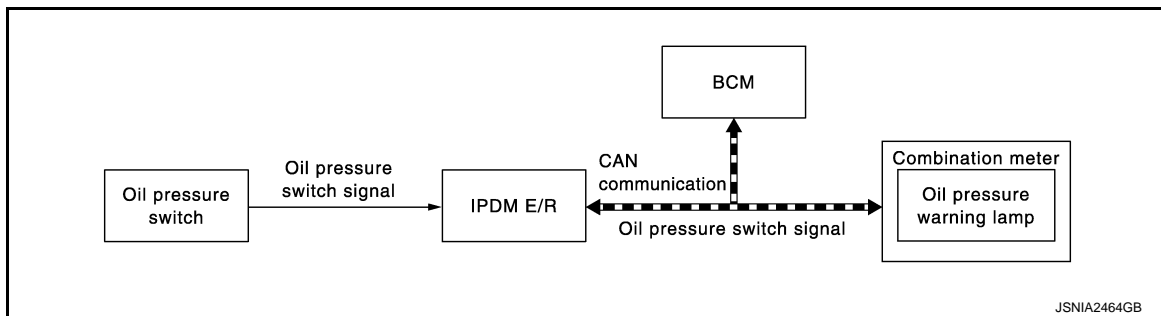 BCM
Oil pressure
switch signal
CAN
communication
Combination meter
Oil pressure
switch
IPDM E/R
Oil pressure
warning lamp
Oil pressure switch signal
JSNIA2464GB